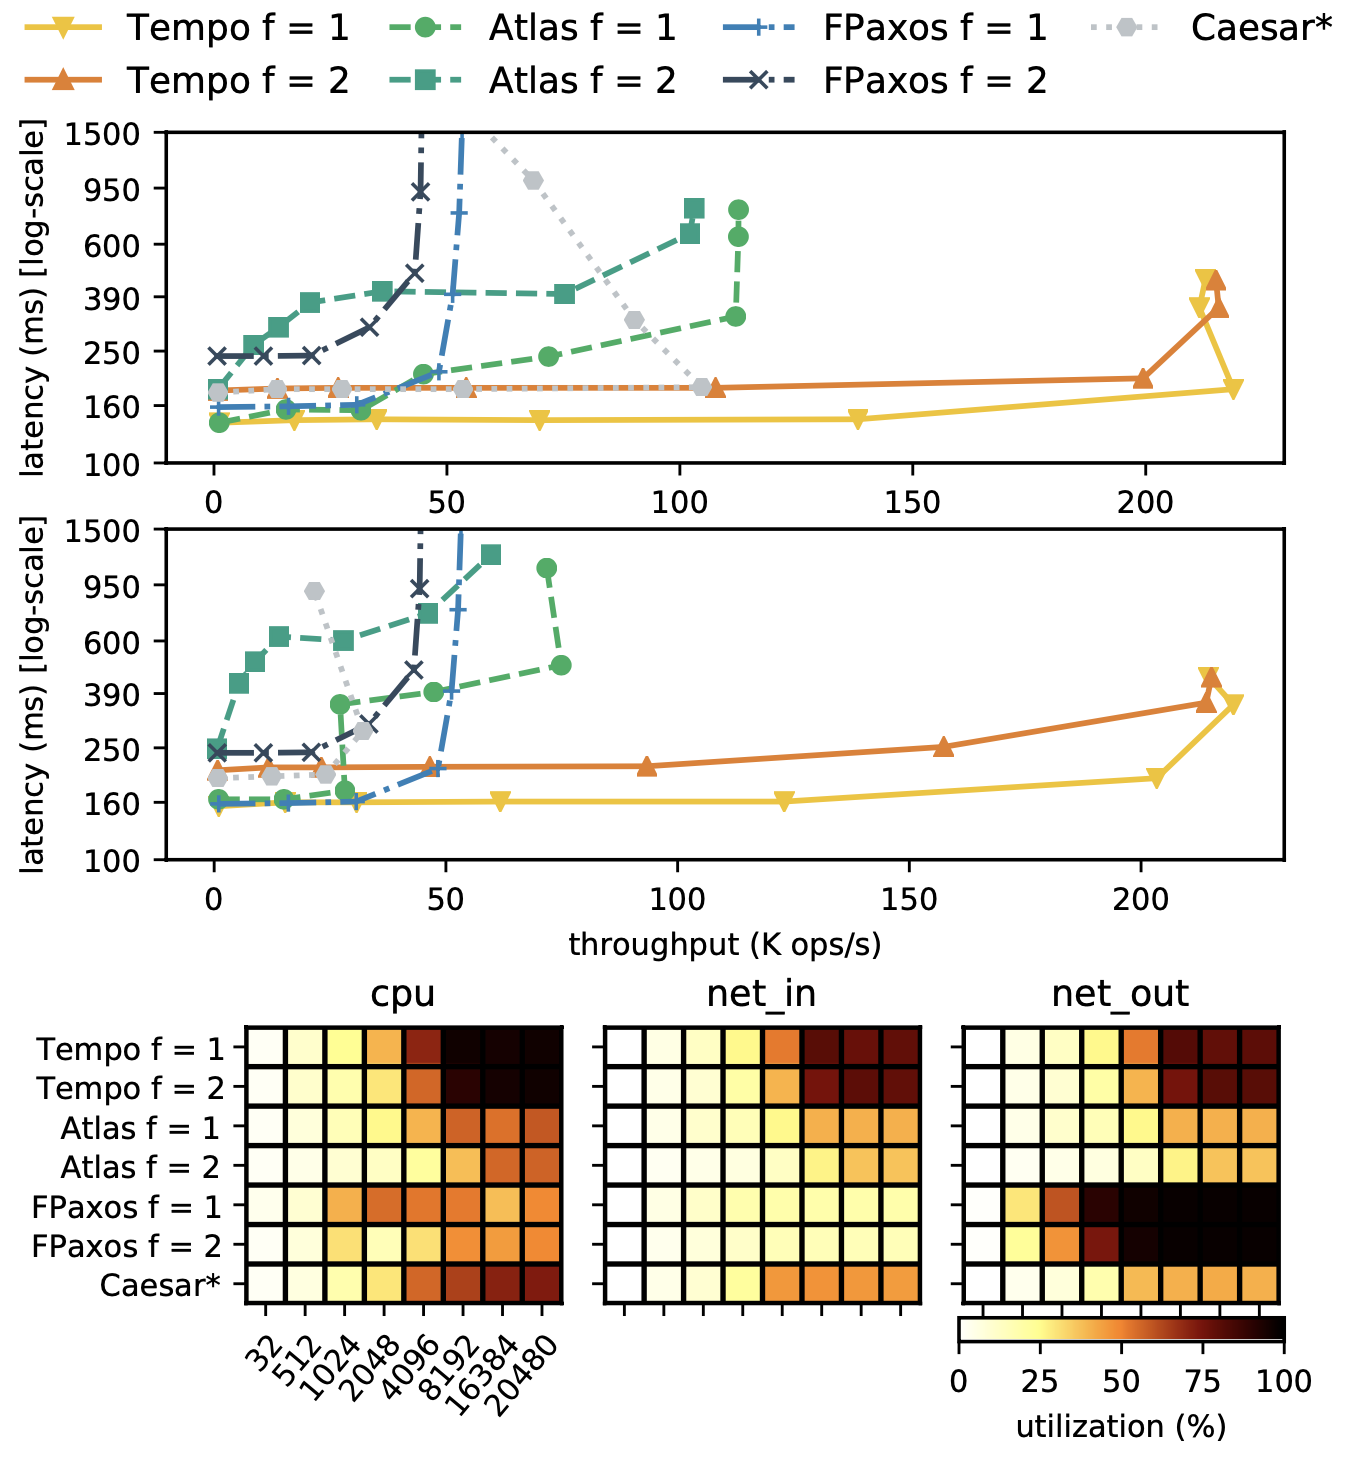 Tempo f = 1 Atlas f = 1 FPaxos f = 1 Caesar*
Tempo f = 2 Atlas f = 2 FPaxos f = 2
latency (ms) [log-scale]
1500
950
600
390
250
160
100
0 50 100 150 200
latency (ms) [log-scale]
1500
950
600
390
250
160
100
0 50 100 150 200
throughput (K ops/s)
cpu net_in net_out
Tempo f = 1
Tempo f = 2
Atlas f = 1
Atlas f = 2
FPaxos f = 1
FPaxos f = 2
Caesar*
32 512 1024 2048 4096 8192 16384 20480
0 25 50 75 100
utilization (%)